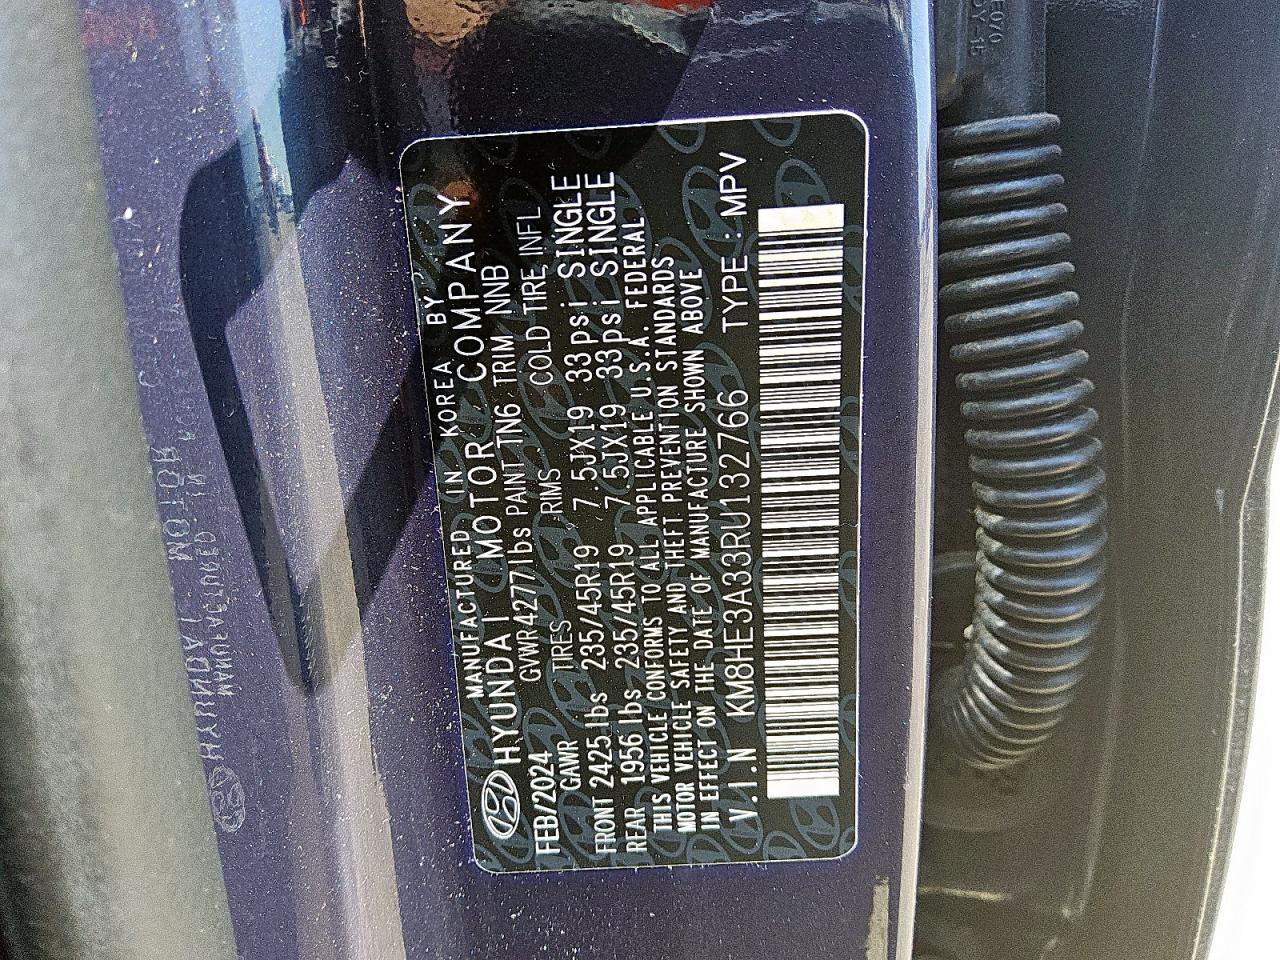 MANUFACTURED IN KOREA BY
HYUNDAI MOTOR COMPANY
FEB/2024 GVWR 4277lbs PAINT TN6 TRIM NNB
GAWR TIRES RIMS COLD TIRE INFL
FRONT 2425 lbs 235/45R19 7.5JX19 33psi SINGLE
REAR 1956 lbs 235/45R19 7.5JX19 33psi SINGLE
THIS VEHICLE CONFORMS TO ALL APPLICABLE U.S.A. FEDERAL
MOTOR VEHICLE SAFETY AND THEFT PREVENTION STANDARDS
IN EFFECT ON THE DATE OF MANUFACTURE SHOWN ABOVE
V.I.N KM8HE3A33RU132766 TYPE : MPV